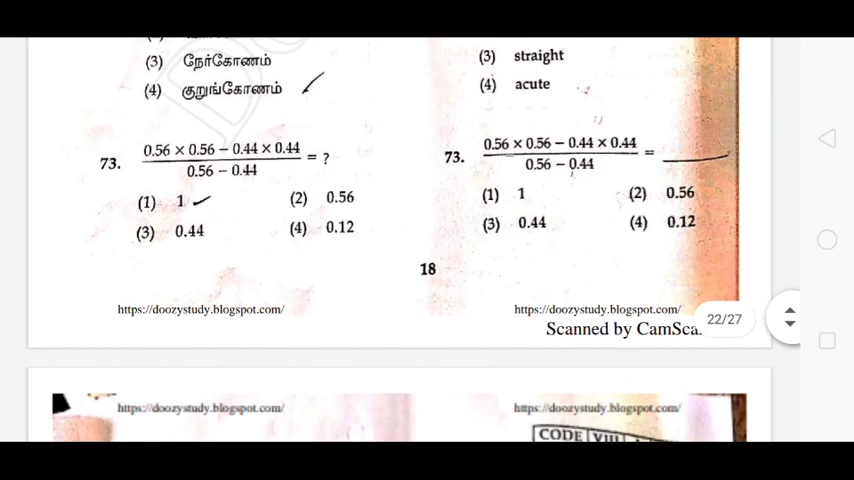 (3) நேர்கோணம்
(4) குறுங்கோணம்
73. 0.56 × 0.56 – 0.44 × 0.44
0.56 – 0.44
= ?
(1) 1 (2) 0.56
(3) 0.44 (4) 0.12
(3) straight
(4) acute
73. 0.56 × 0.56 – 0.44 × 0.44
0.56 – 0.44
=
(1) 1 (2) 0.56
(3) 0.44 (4) 0.12
18
https://doozystudy.blogspot.com/ https://doozystudy.blogspot.com/
Scanned by CamSca
22/27
https://doozystudy.blogspot.com/ https://doozystudy.blogspot.com/
CODE VIII